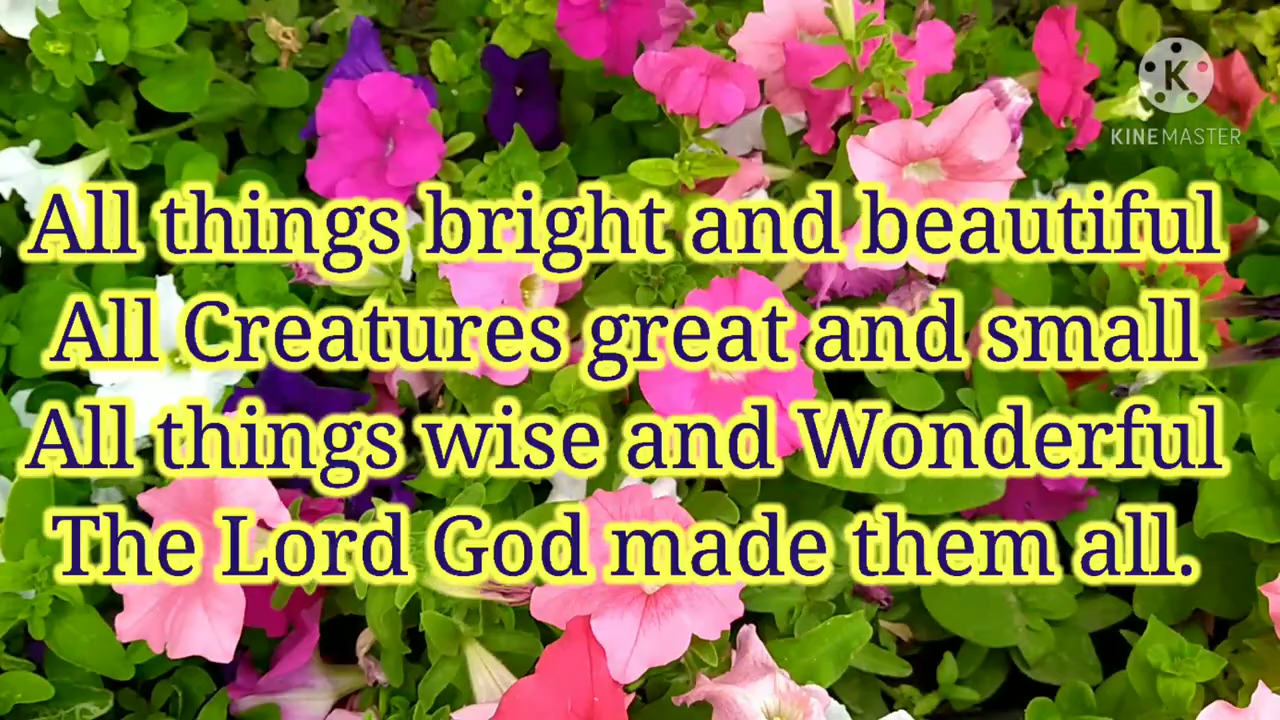 K
KINEMASTER
All things bright and beautiful
All Creatures great and small
All things wise and Wonderful
The Lord God made them all.